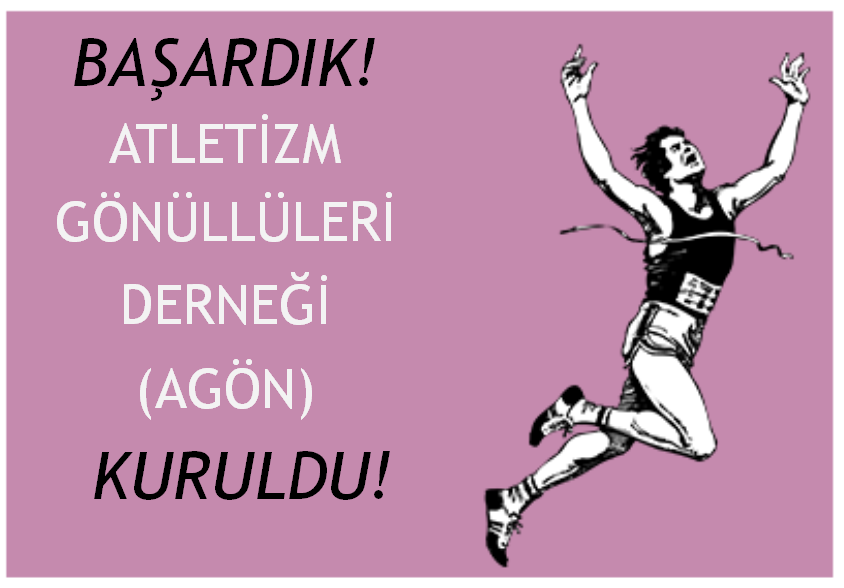 BAŞARDIK!
ATLETİZM
GÖNÜLLÜLERİ
DERNEĞİ
(AGÖN)
KURULDU!